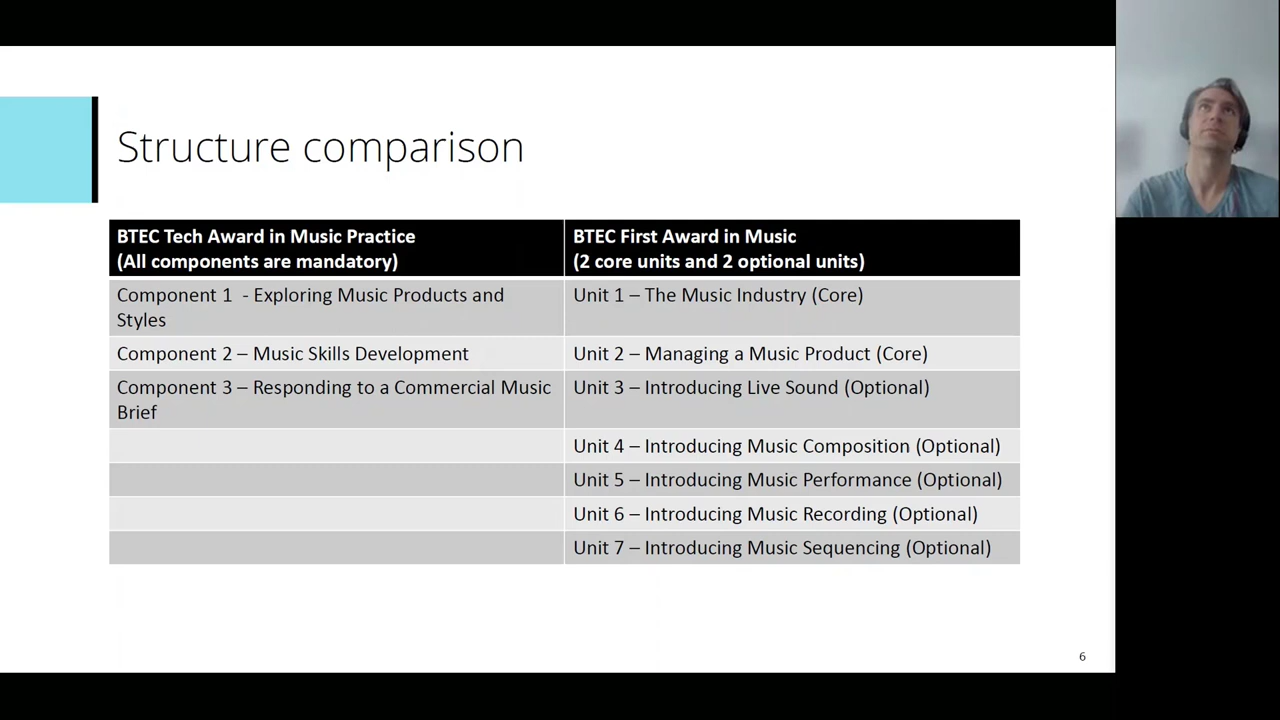 Structure comparison
BTEC Tech Award in Music Practice
(All components are mandatory)
BTEC First Award in Music
(2 core units and 2 optional units)
Component 1  - Exploring Music Products and
Styles
Unit 1 – The Music Industry (Core)
Component 2 – Music Skills Development
Unit 2 – Managing a Music Product (Core)
Component 3 – Responding to a Commercial Music
Brief
Unit 3 – Introducing Live Sound (Optional)
Unit 4 – Introducing Music Composition (Optional)
Unit 5 – Introducing Music Performance (Optional)
Unit 6 – Introducing Music Recording (Optional)
Unit 7 – Introducing Music Sequencing (Optional)
6